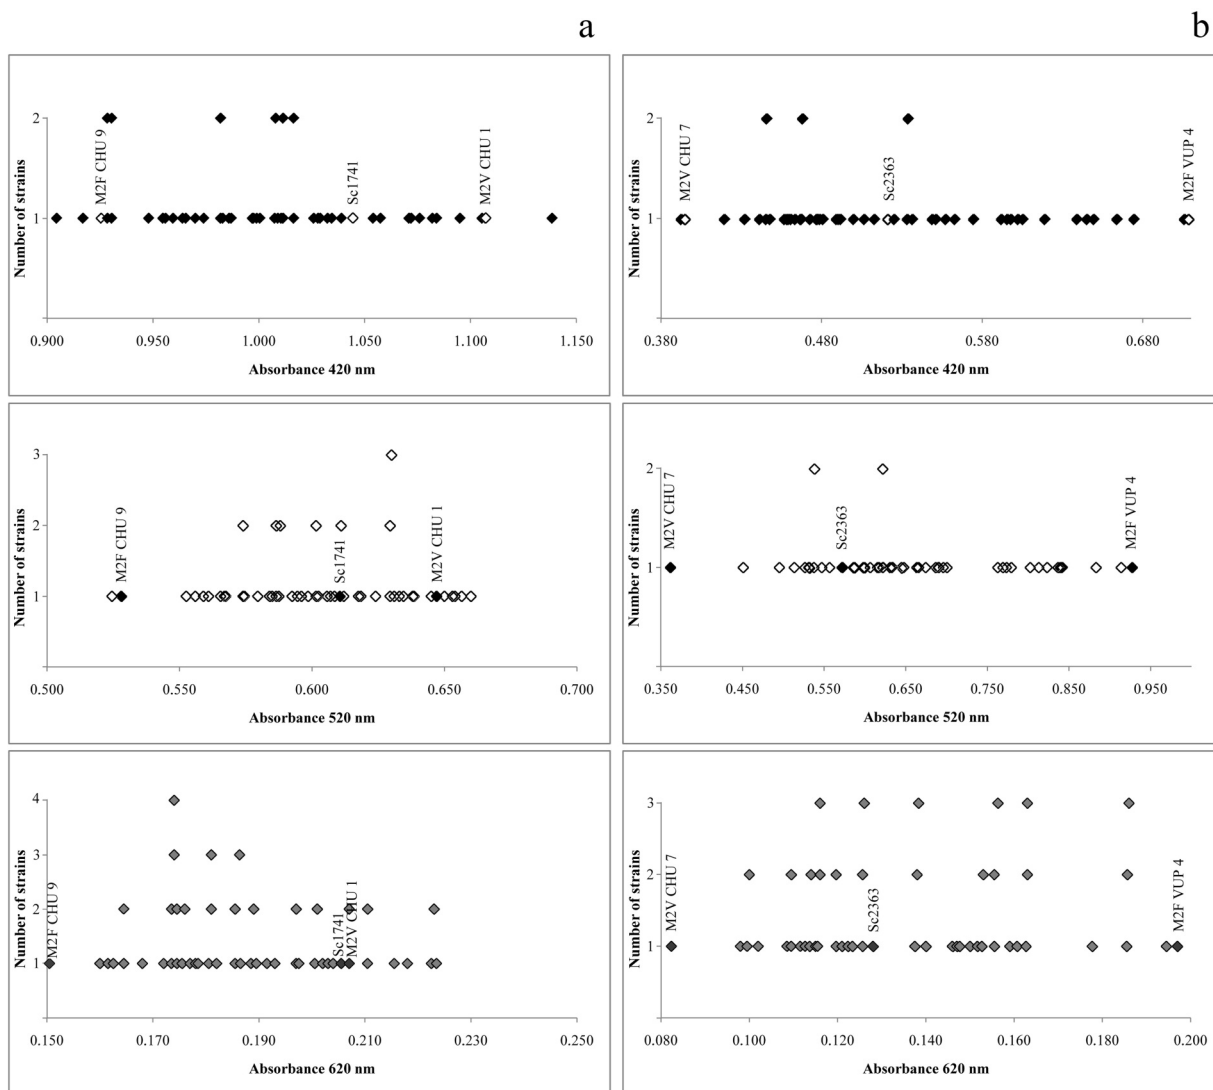 a
b
Number of strains
2
1
M2F CHU 9
Sc1741
M2V CHU 1
0.900 0.950 1.000 1.050 1.100 1.150
Absorbance 420 nm
Number of strains
2
1
M2V CHU 7
Sc2363
M2F VUP 4
0.380 0.480 0.580 0.680
Absorbance 420 nm
Number of strains
3
2
1
M2F CHU 9
Sc1741
M2V CHU 1
0.500 0.550 0.600 0.650 0.700
Absorbance 520 nm
Number of strains
2
1
M2V CHU 7
Sc2363
M2F VUP 4
0.350 0.450 0.550 0.650 0.750 0.850 0.950
Absorbance 520 nm
Number of strains
4
3
2
1
M2F CHU 9
Sc1741
M2V CHU 1
0.150 0.170 0.190 0.210 0.230 0.250
Absorbance 620 nm
Number of strains
3
2
1
M2V CHU 7
Sc2363
M2F VUP 4
0.080 0.100 0.120 0.140 0.160 0.180 0.200
Absorbance 620 nm